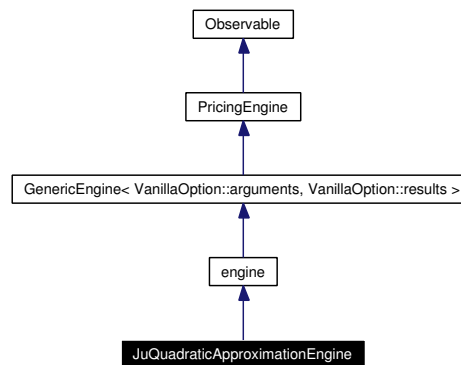 Observable
PricingEngine
GenericEngine< VanillaOption::arguments, VanillaOption::results >
engine
JuQuadraticApproximationEngine